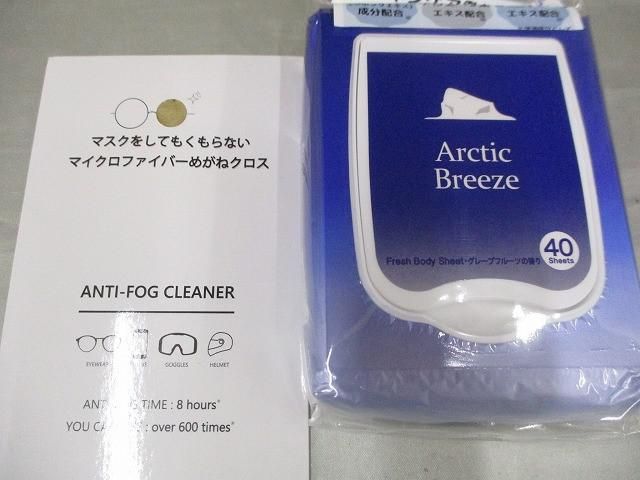 マスクをしてもくもらない
マイクロファイバーめがねクロス
ANTI-FOG CLEANER
EYEWEAR
GOGGLES
HELMET
TIME : 8 hours*
YOU CA : over 600 times*
成分配合
エキス配合
エキス配合
Arctic
Breeze
Fresh Body Sheet・グレープフルーツの香り
40
Sheets